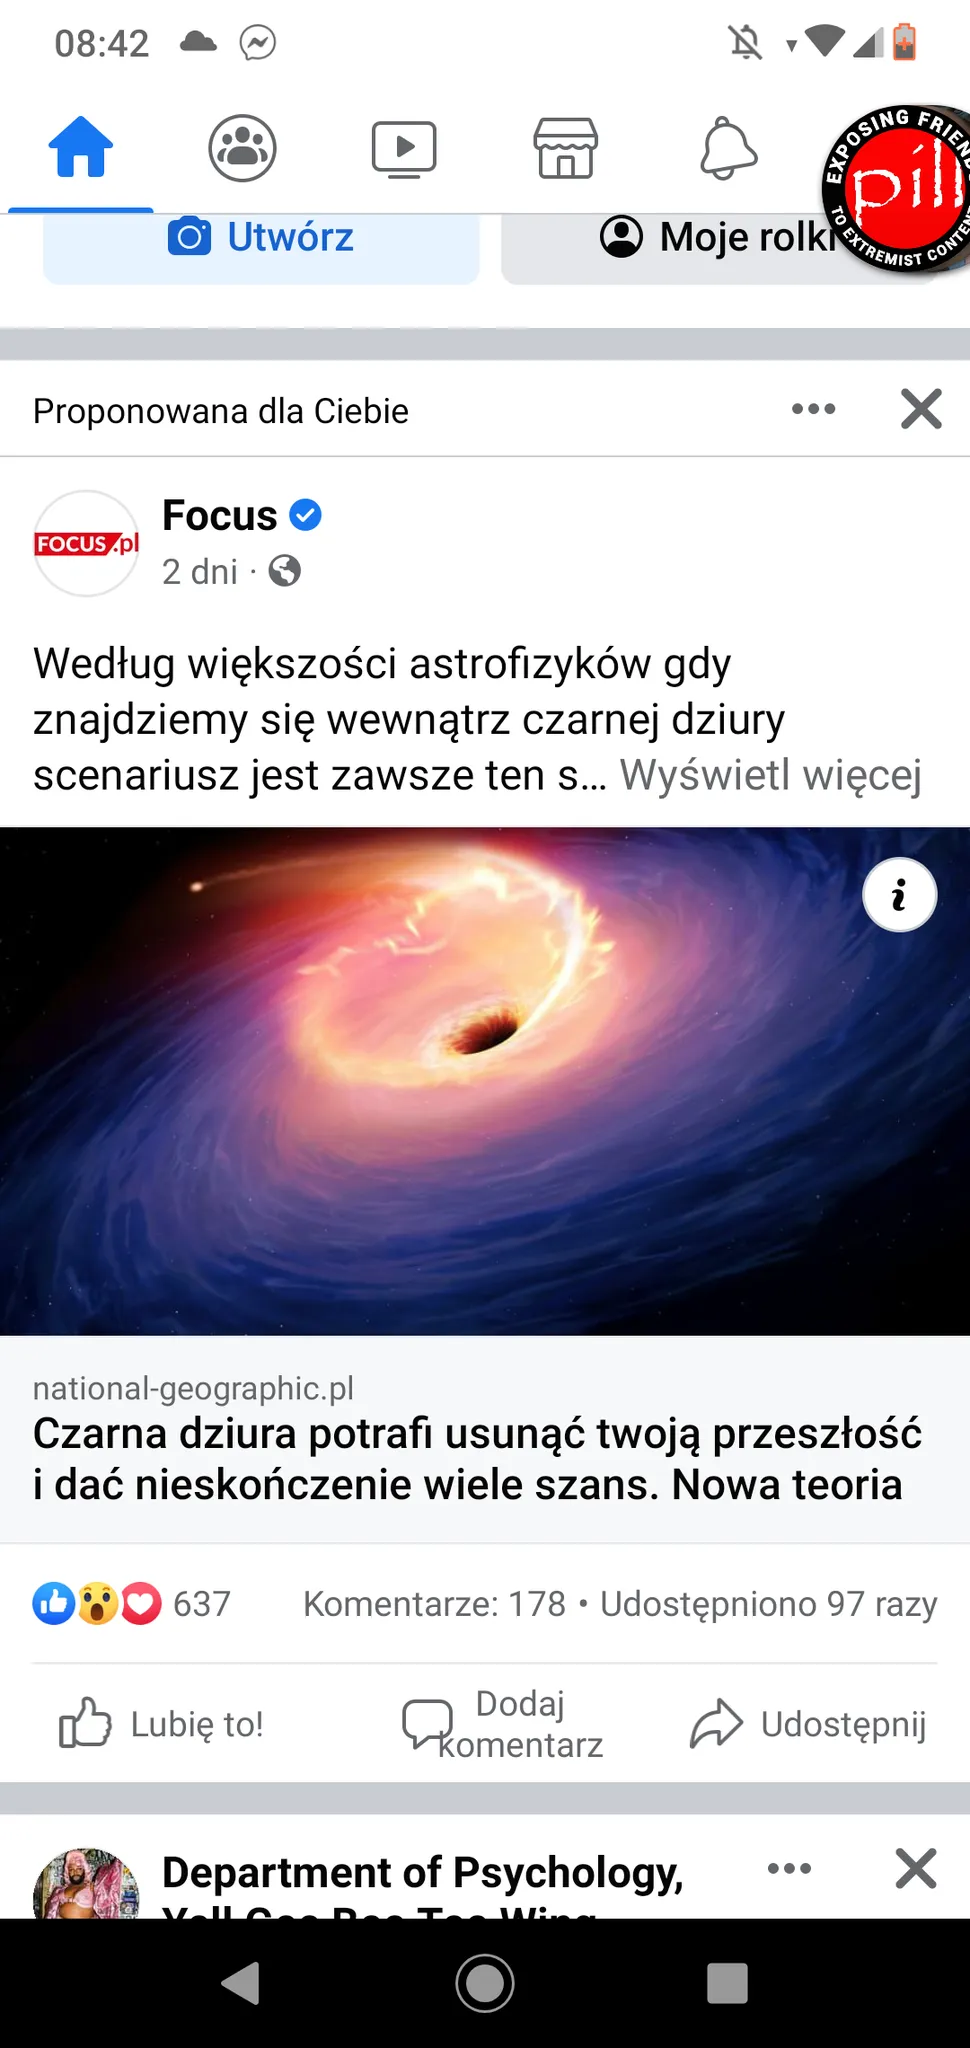 08:42
EXPOSING FRIEN
pill
TO EXTREMIST CONTEN
Utwórz
Moje rolki
Proponowana dla Ciebie
FOCUS.pl
Focus
2 dni ·
Według większości astrofizyków gdy
znajdziemy się wewnątrz czarnej dziury
scenariusz jest zawsze ten s... Wyświetl więcej
i
national-geographic.pl
Czarna dziura potrafi usunąć twoją przeszłość
i dać nieskończenie wiele szans. Nowa teoria
637
Komentarze: 178 • Udostępniono 97 razy
Lubię to!
Dodaj
komentarz
Udostępnij
Department of Psychology,